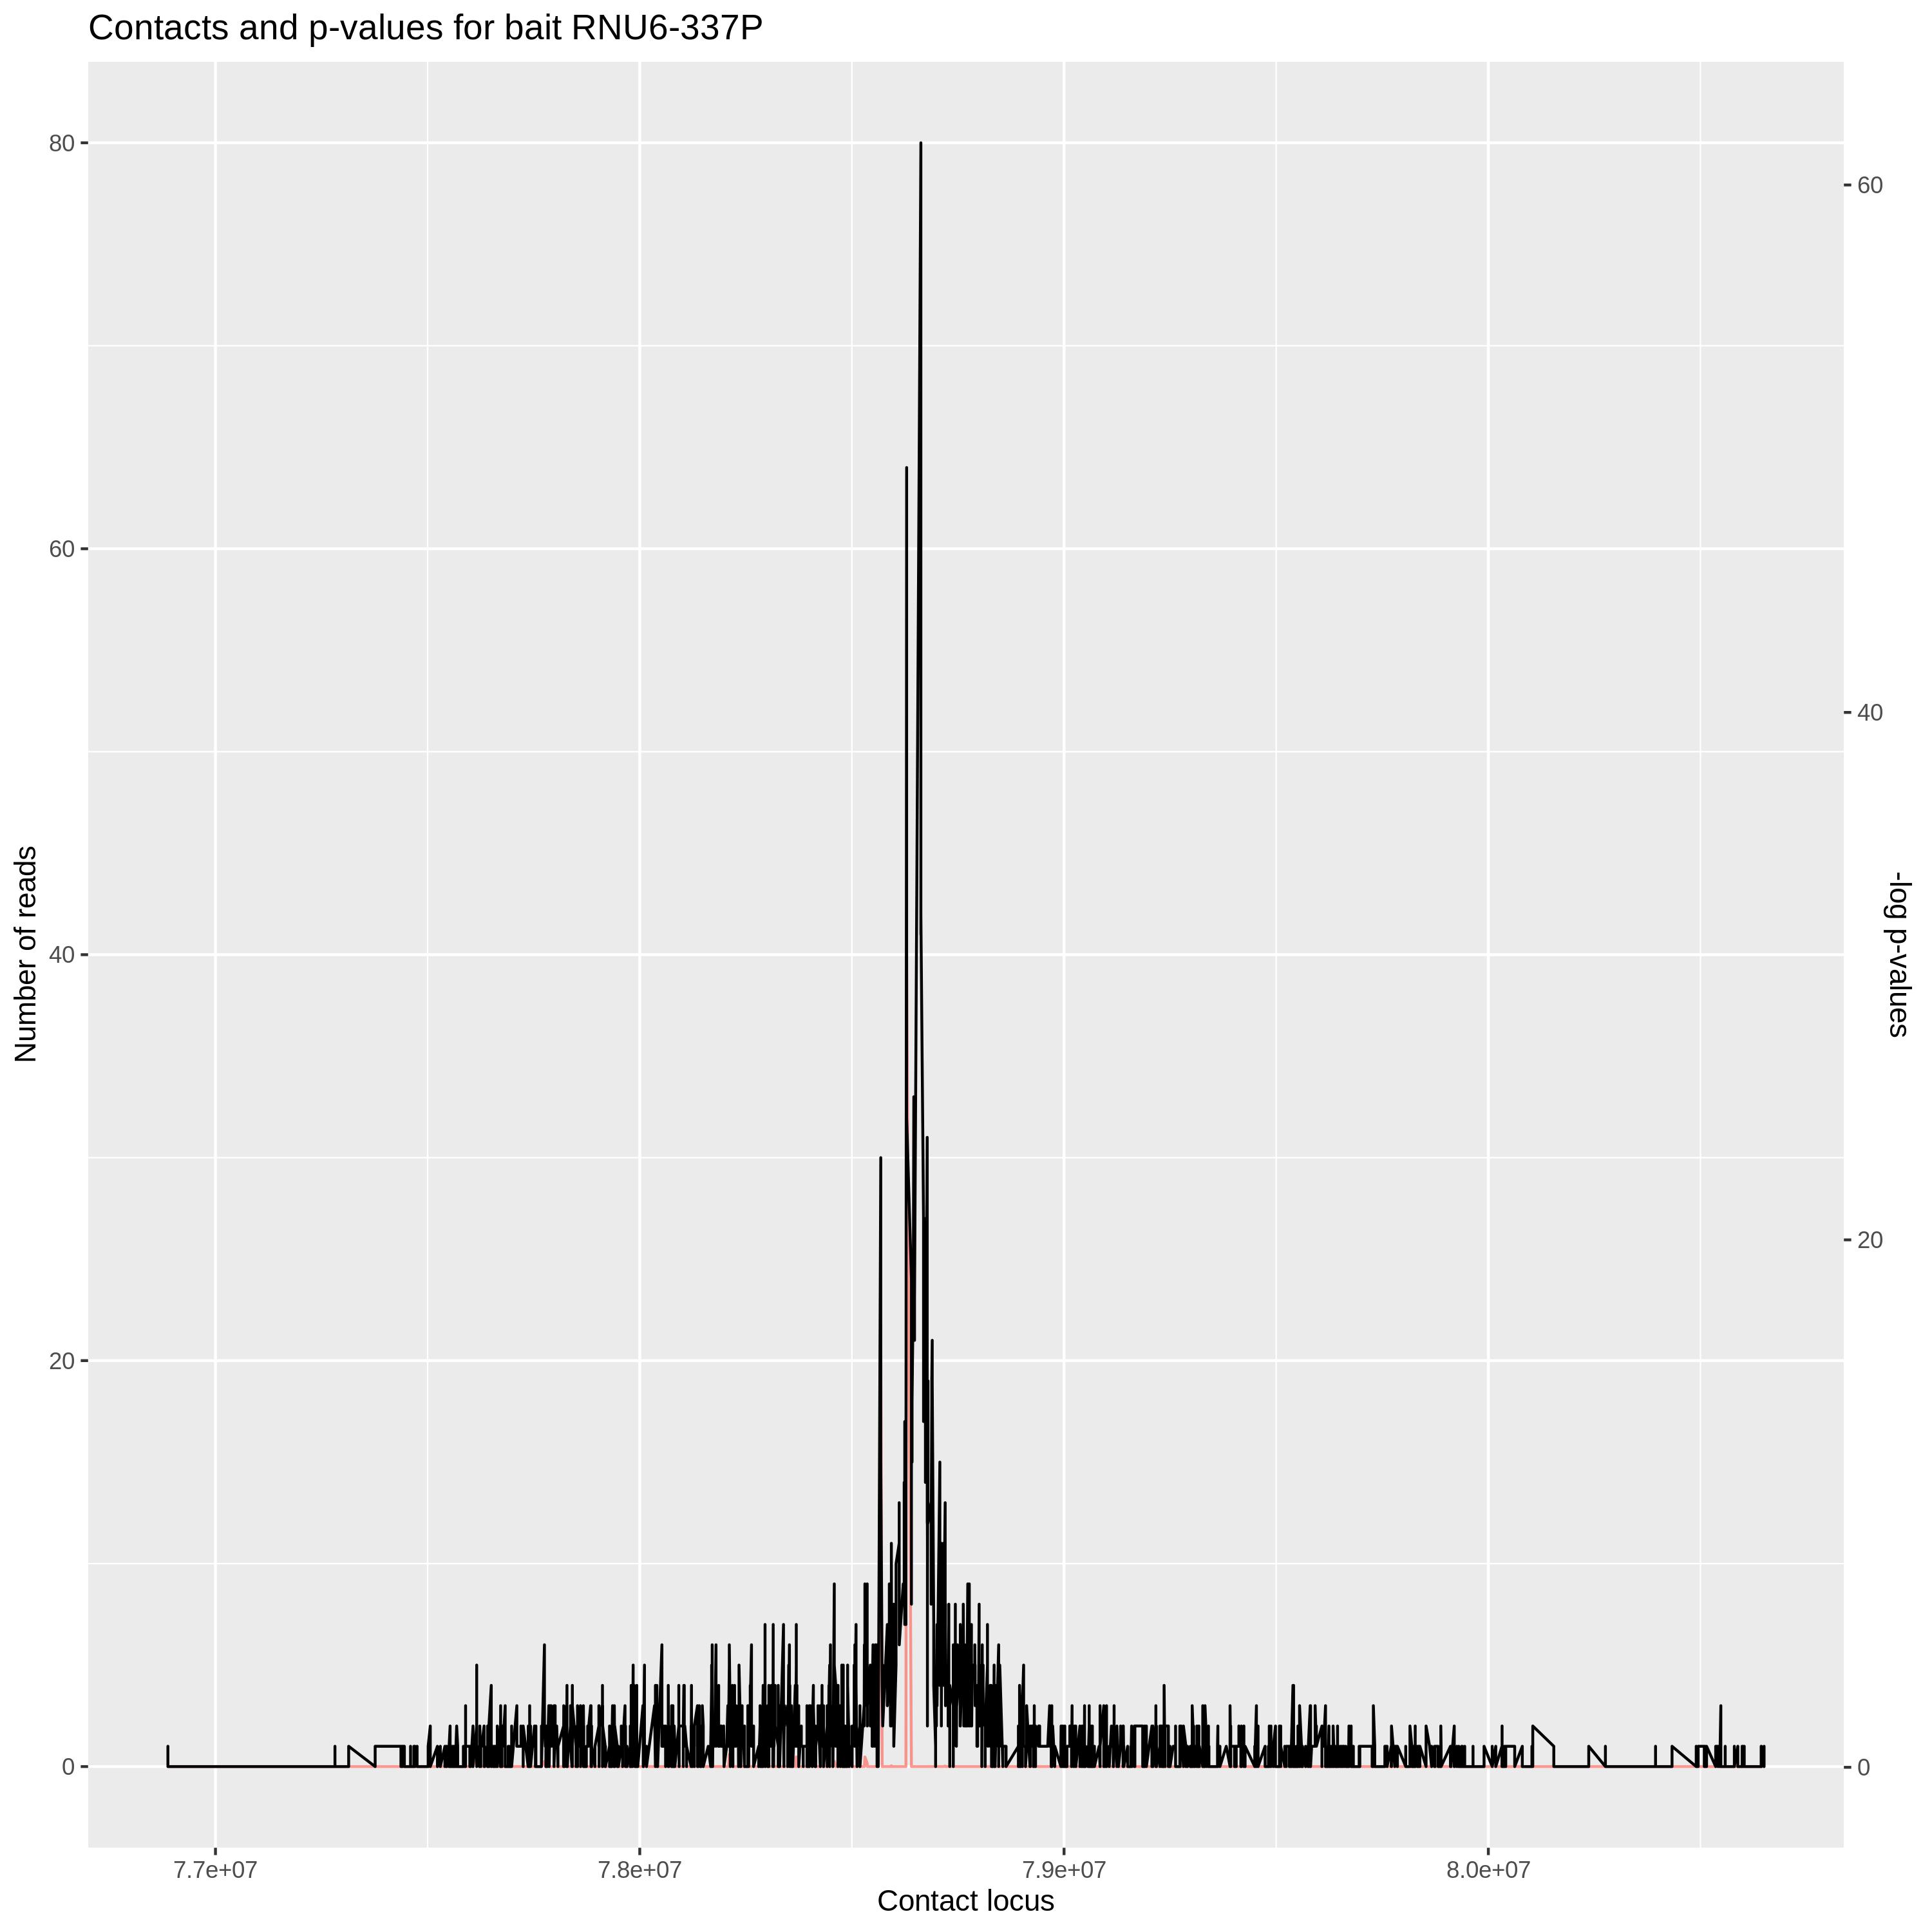 Contacts and p-values for bait RNU6-337P
80
60
40
20
0
Number of reads
60
40
20
0
-log p-values
7.7e+07
7.8e+07
7.9e+07
8.0e+07
Contact locus